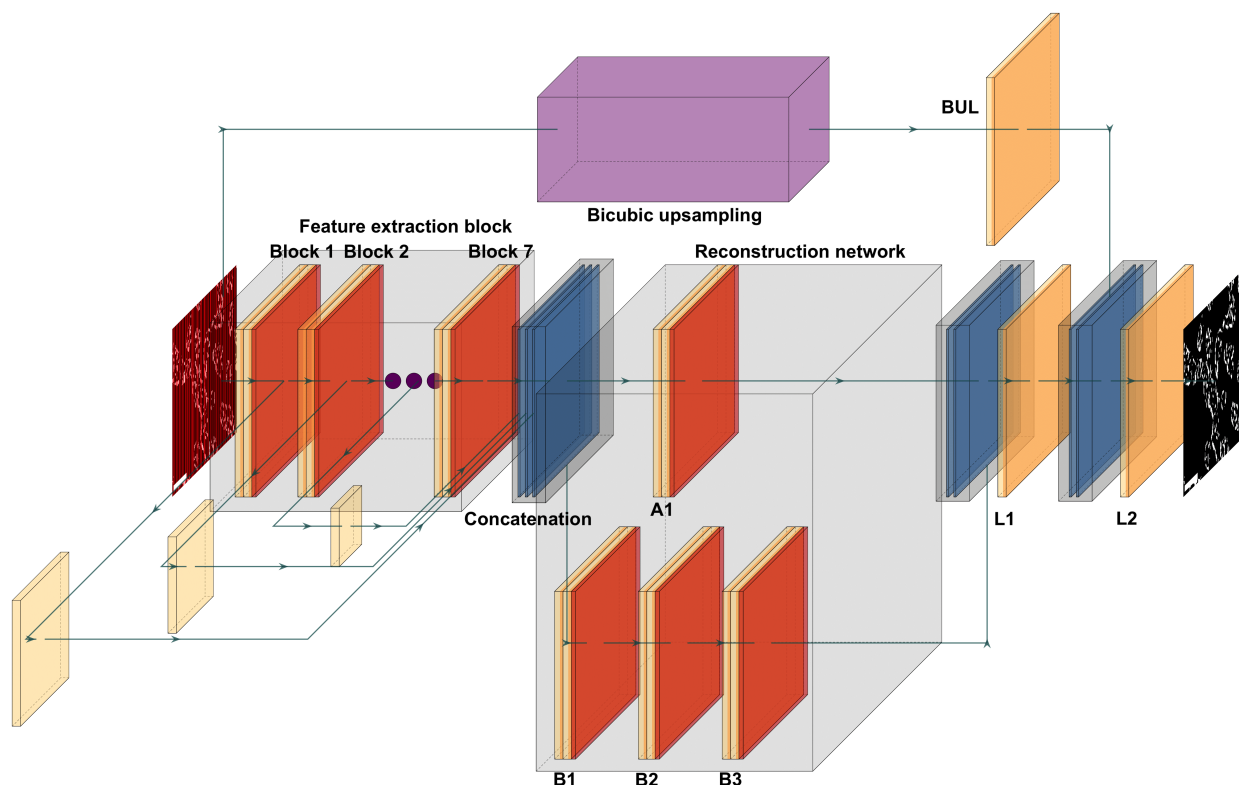 BUL
Bicubic upsampling
Feature extraction block
Block 1 Block 2 Block 7
Reconstruction network
Concatenation
A1
L1
L2
B1
B2
B3